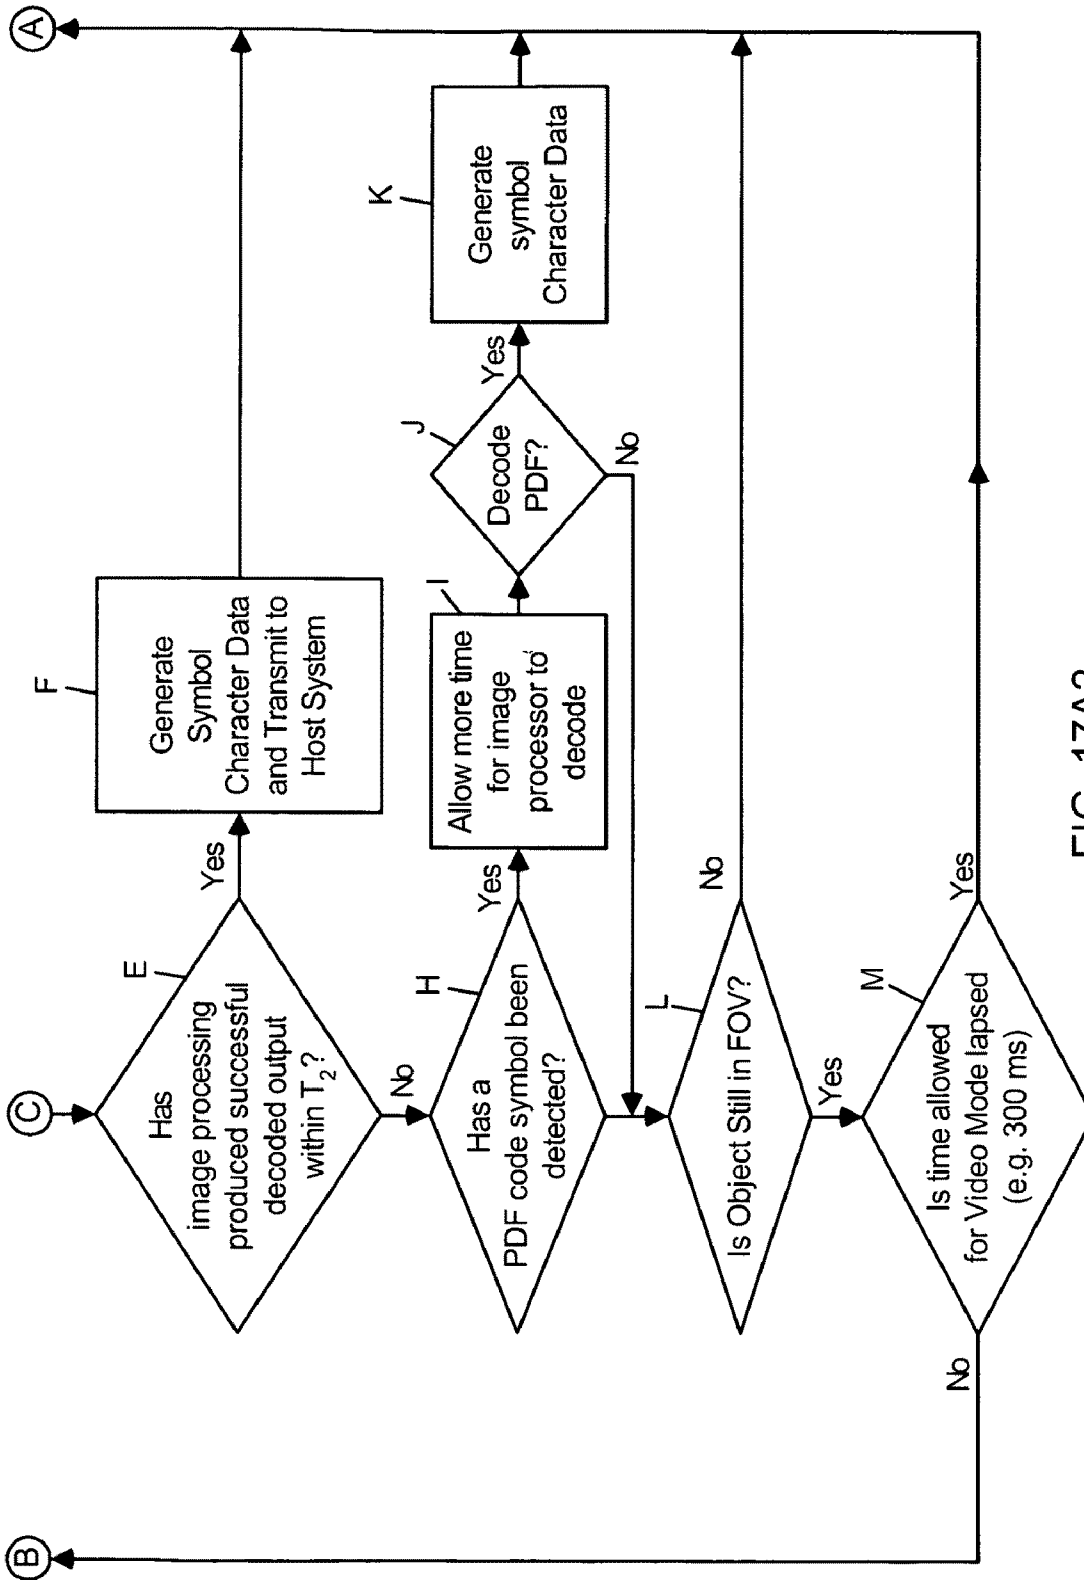 C
Has
image processing
produced successful
decoded output
within T₂?
E
Yes
Generate
Symbol
Character Data
and Transmit to
Host System
F
A
No
Has a
PDF code symbol been
detected?
H
Yes
Allow more time
for image
processor to
decode
I
Decode
PDF?
J
Yes
No
Generate
symbol
Character Data
K
Is Object Still in FOV?
L
No
Yes
Is time allowed
for Video Mode lapsed
(e.g. 300 ms)
M
Yes
No
B